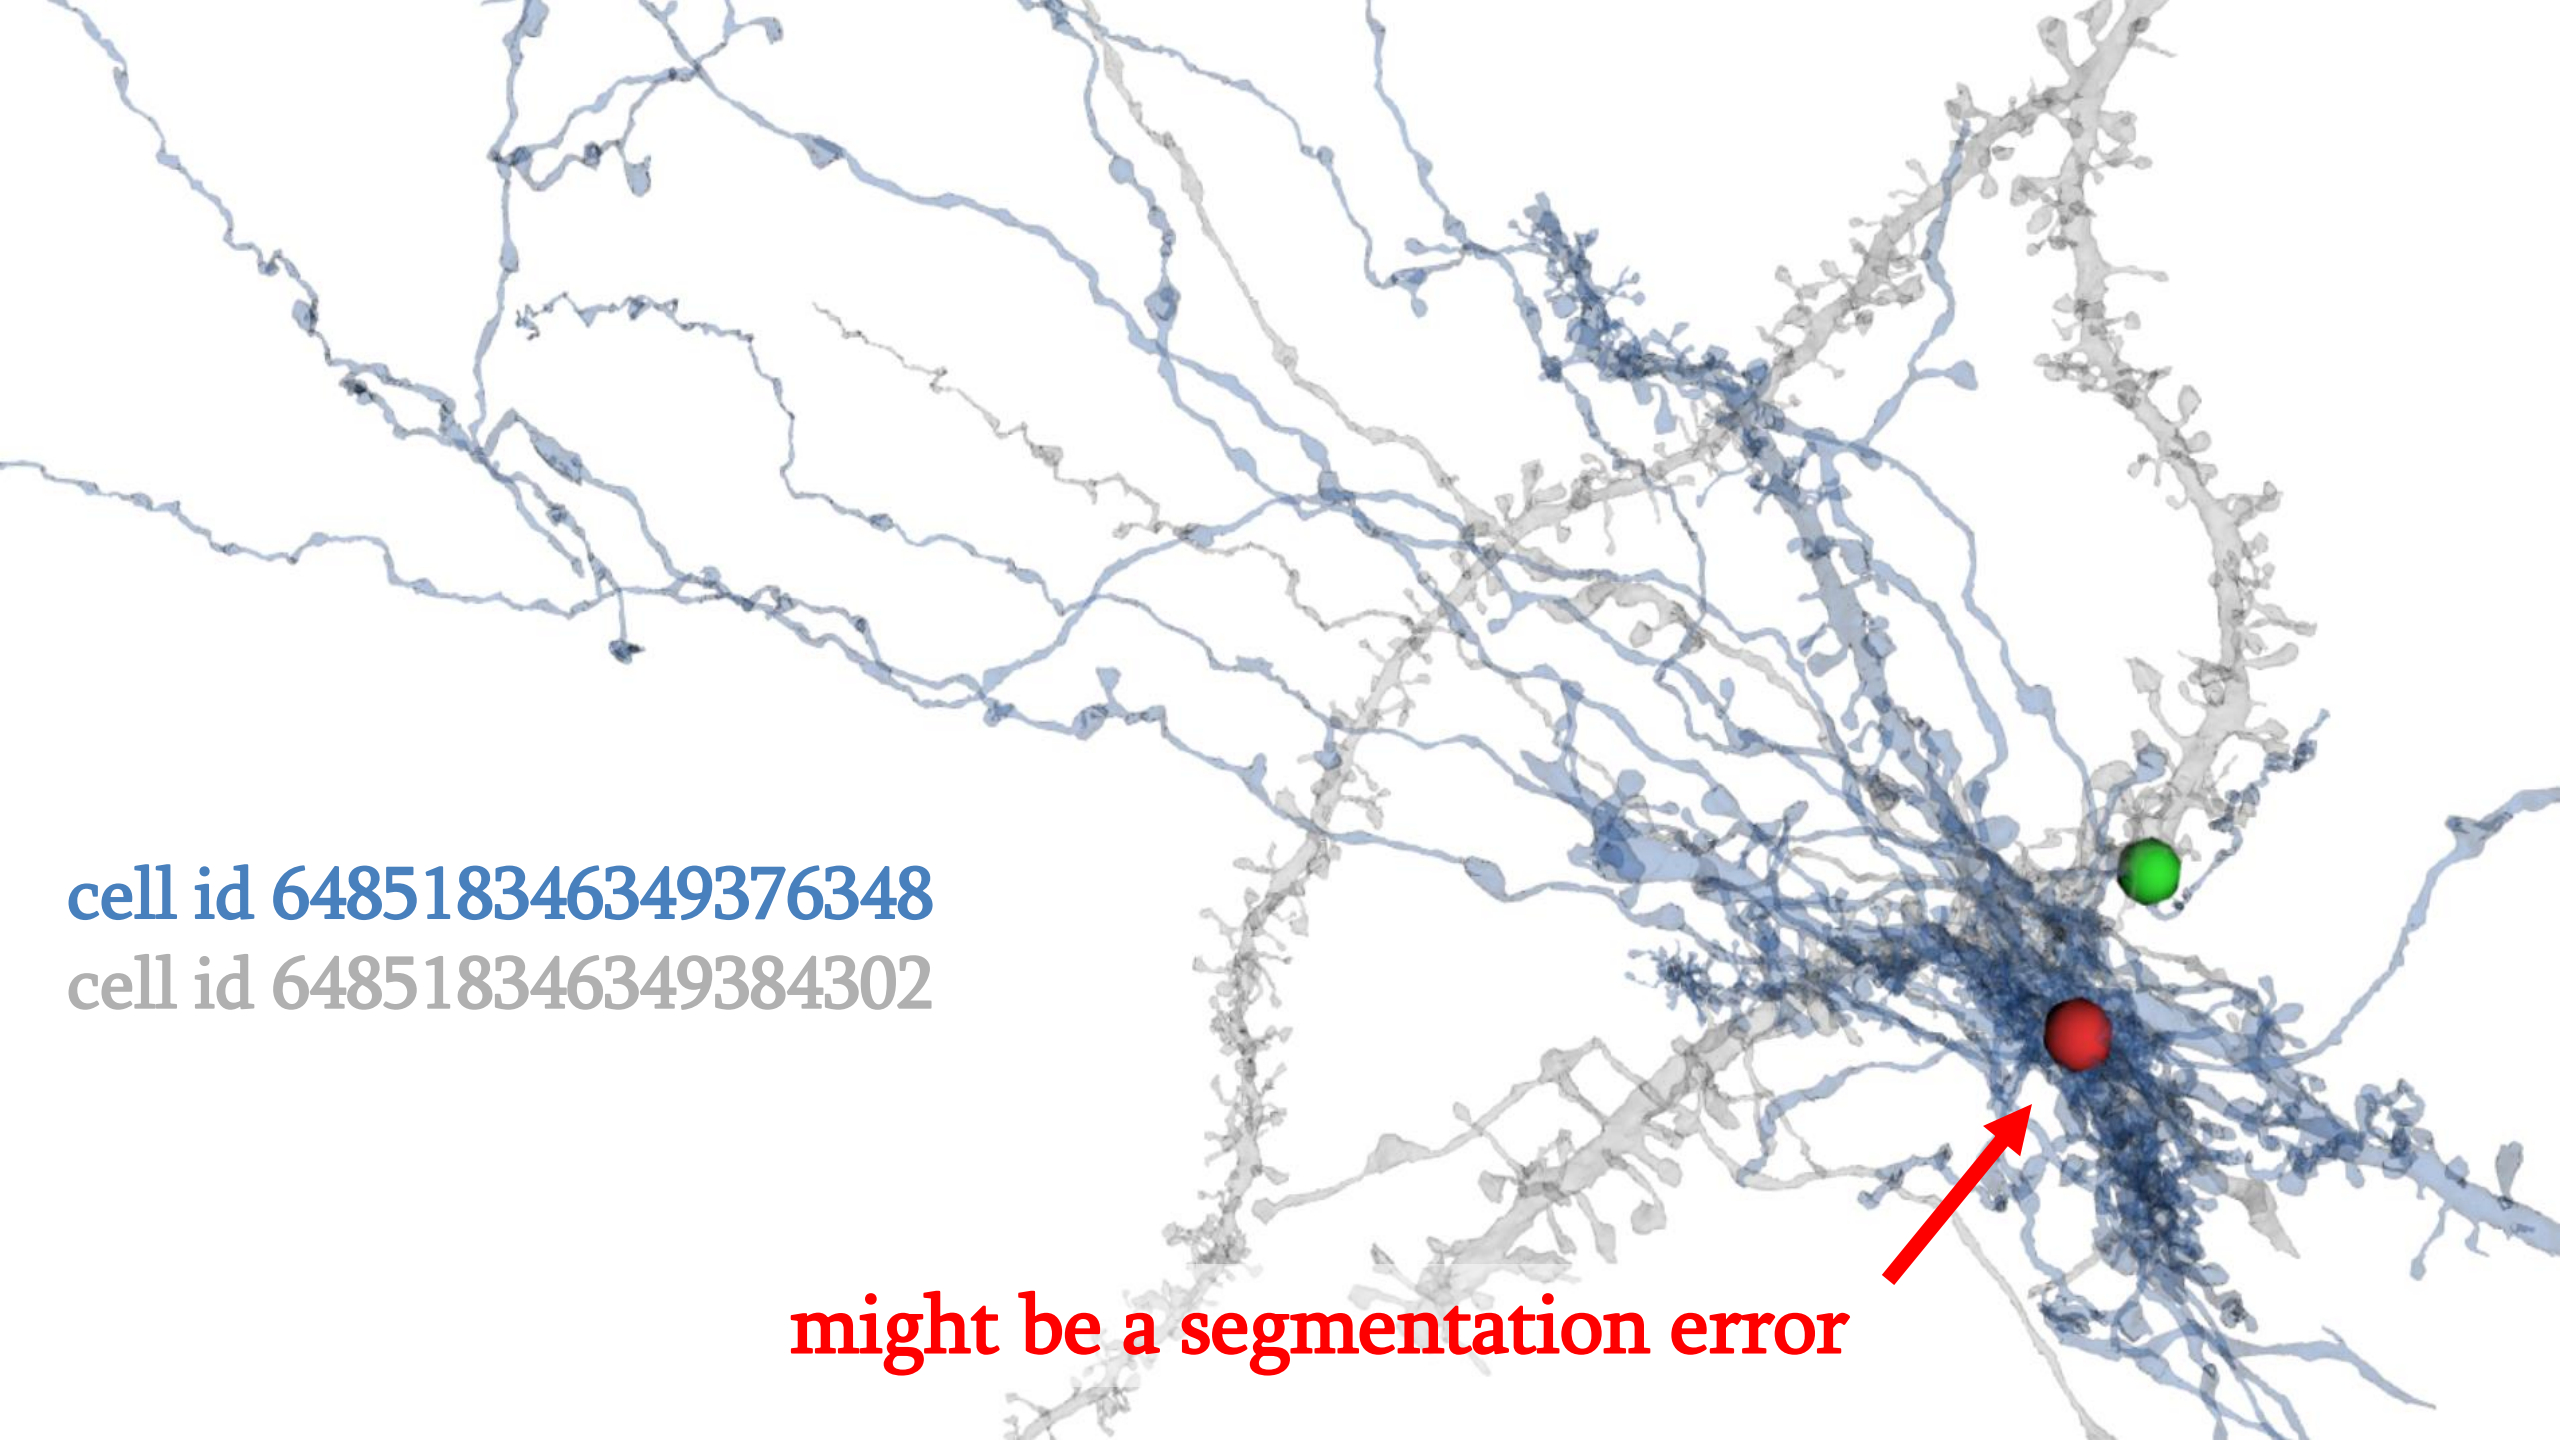 cell id 648518346349376348
cell id 648518346349384302
might be a segmentation error